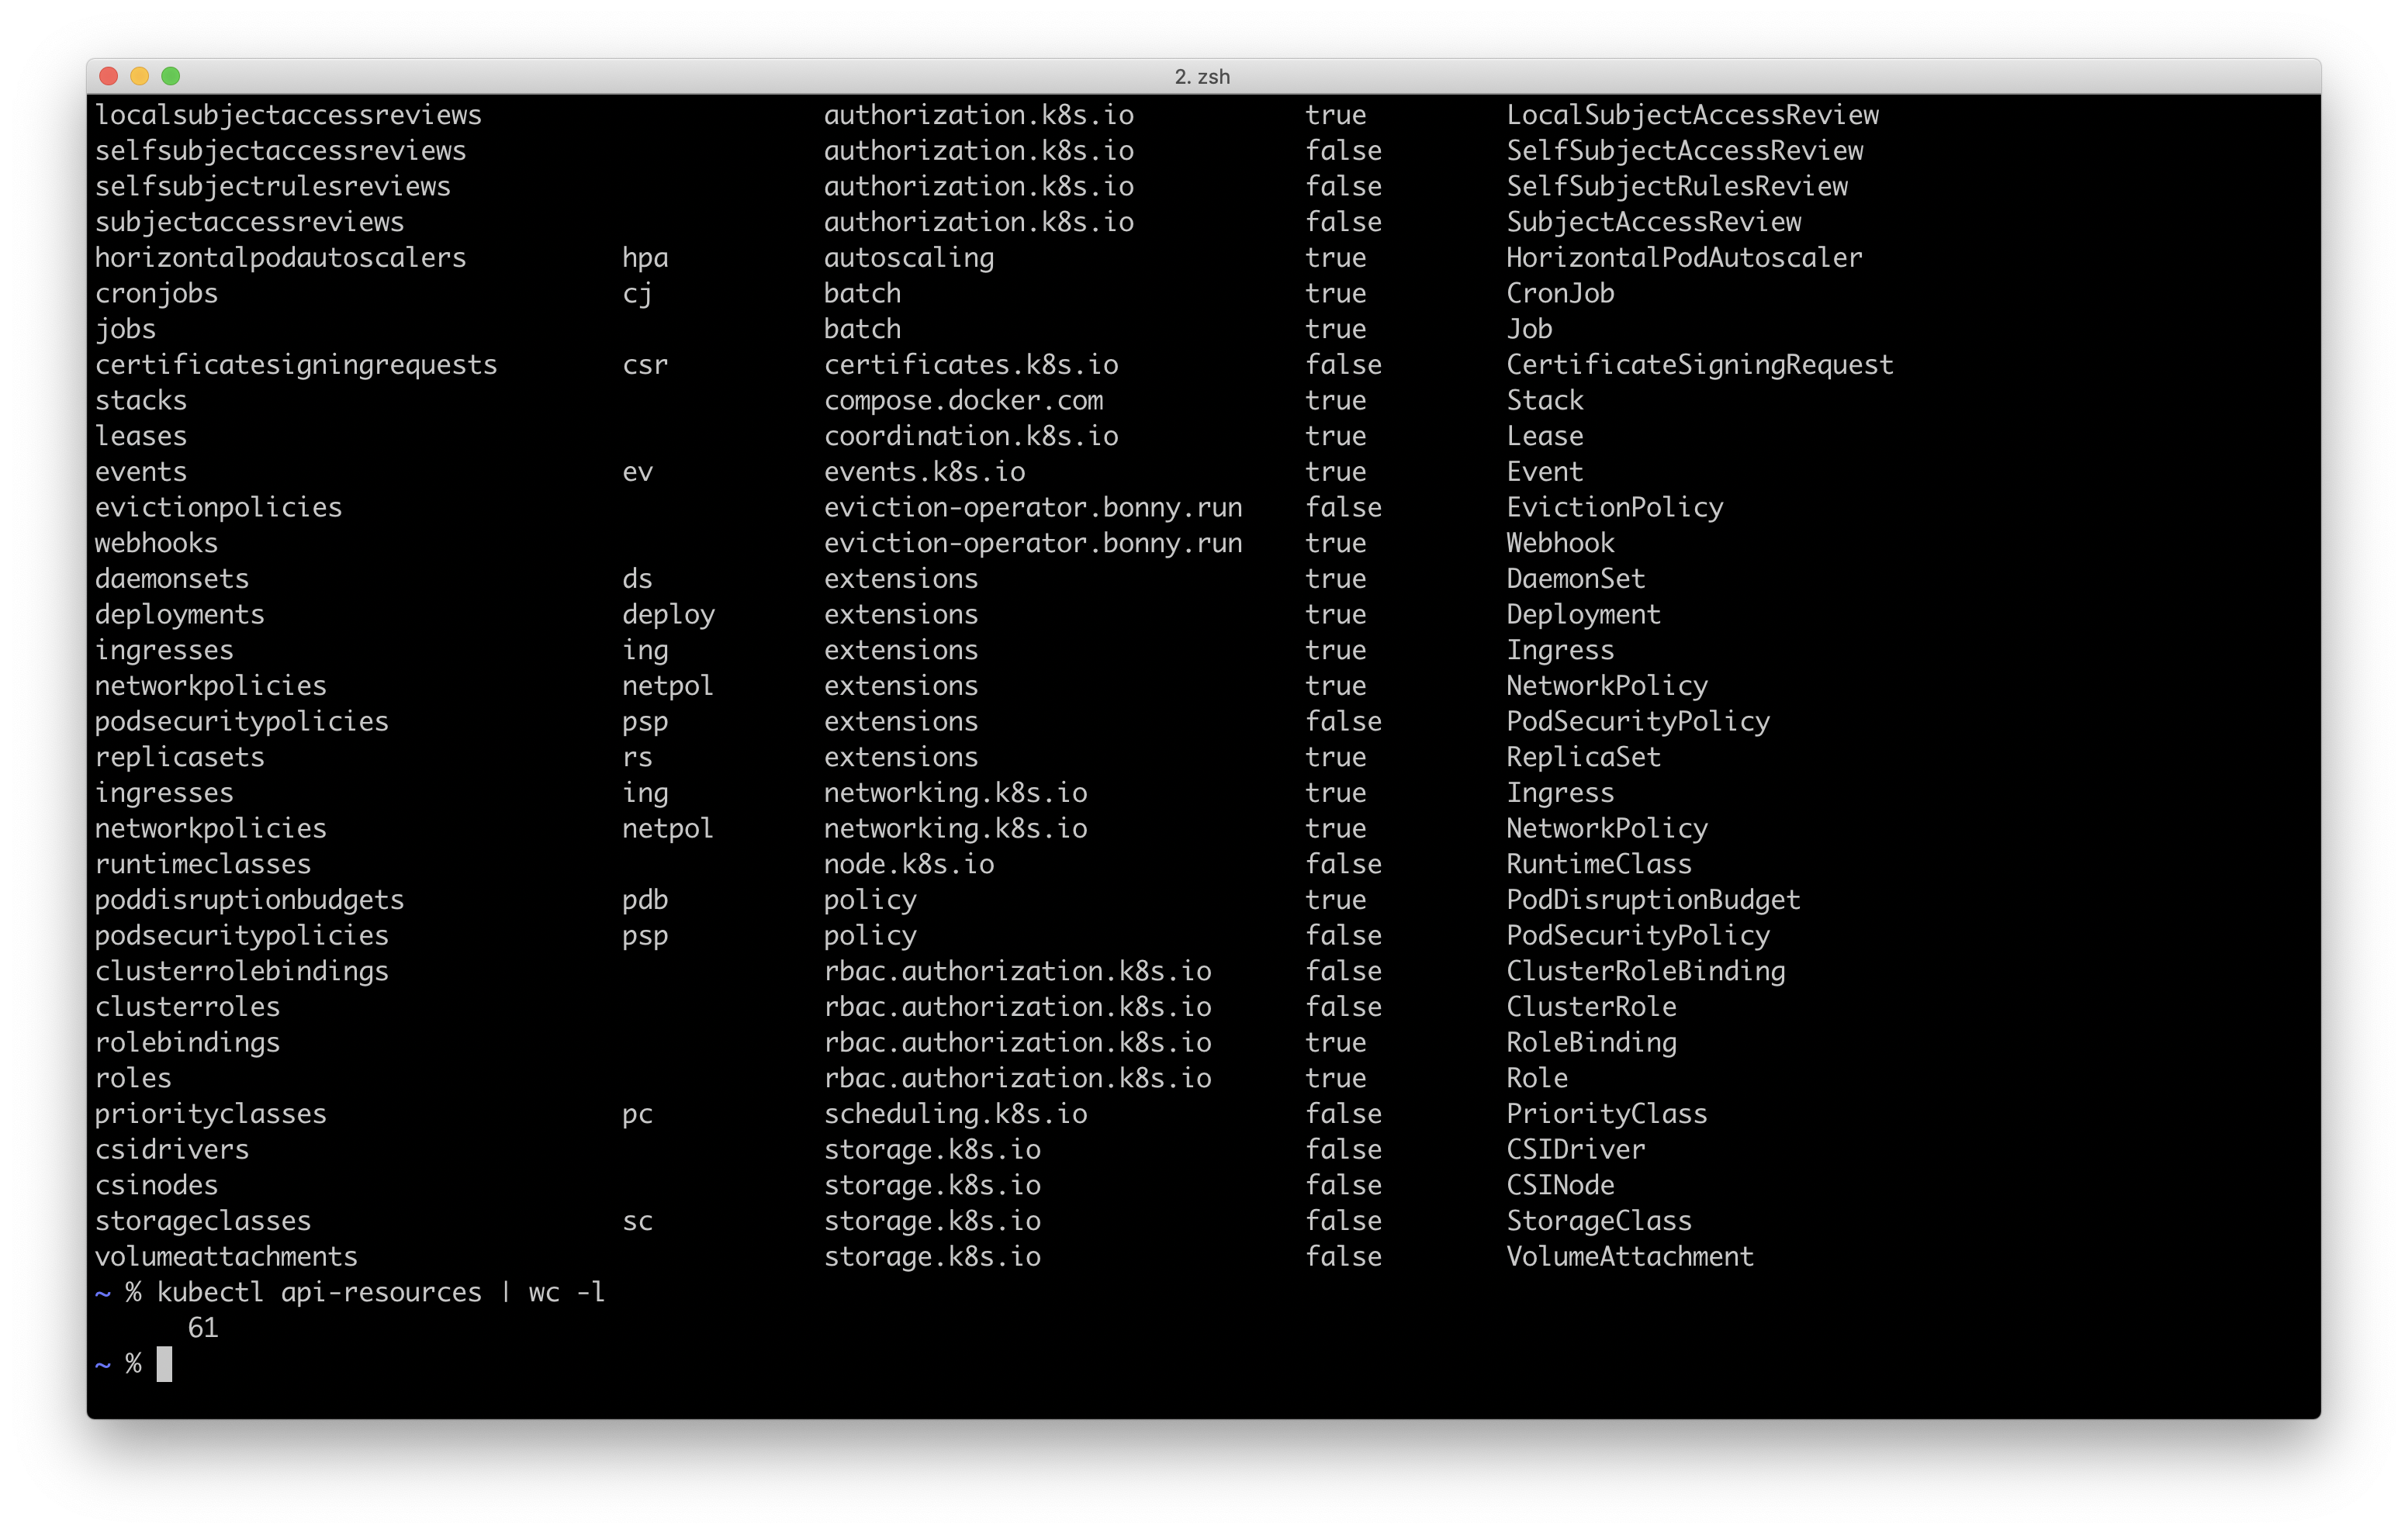 2. zsh
localsubjectaccessreviews authorization.k8s.io true LocalSubjectAccessReview
selfsubjectaccessreviews authorization.k8s.io false SelfSubjectAccessReview
selfsubjectrulesreviews authorization.k8s.io false SelfSubjectRulesReview
subjectaccessreviews authorization.k8s.io false SubjectAccessReview
horizontalpodautoscalers hpa autoscaling true HorizontalPodAutoscaler
cronjobs cj batch true CronJob
jobs batch true Job
certificatesigningrequests csr certificates.k8s.io false CertificateSigningRequest
stacks compose.docker.com true Stack
leases coordination.k8s.io true Lease
events ev events.k8s.io true Event
evictionpolicies eviction-operator.bonny.run false EvictionPolicy
webhooks eviction-operator.bonny.run true Webhook
daemonsets ds extensions true DaemonSet
deployments deploy extensions true Deployment
ingresses ing extensions true Ingress
networkpolicies netpol extensions true NetworkPolicy
podsecuritypolicies psp extensions false PodSecurityPolicy
replicasets rs extensions true ReplicaSet
ingresses ing networking.k8s.io true Ingress
networkpolicies netpol networking.k8s.io true NetworkPolicy
runtimeclasses node.k8s.io false RuntimeClass
poddisruptionbudgets pdb policy true PodDisruptionBudget
podsecuritypolicies psp policy false PodSecurityPolicy
clusterrolebindings rbac.authorization.k8s.io false ClusterRoleBinding
clusterroles rbac.authorization.k8s.io false ClusterRole
rolebindings rbac.authorization.k8s.io true RoleBinding
roles rbac.authorization.k8s.io true Role
priorityclasses pc scheduling.k8s.io false PriorityClass
csidrivers storage.k8s.io false CSIDriver
csinodes storage.k8s.io false CSINode
storageclasses sc storage.k8s.io false StorageClass
volumeattachments storage.k8s.io false VolumeAttachment
~ % kubectl api-resources | wc -l
61
~ %